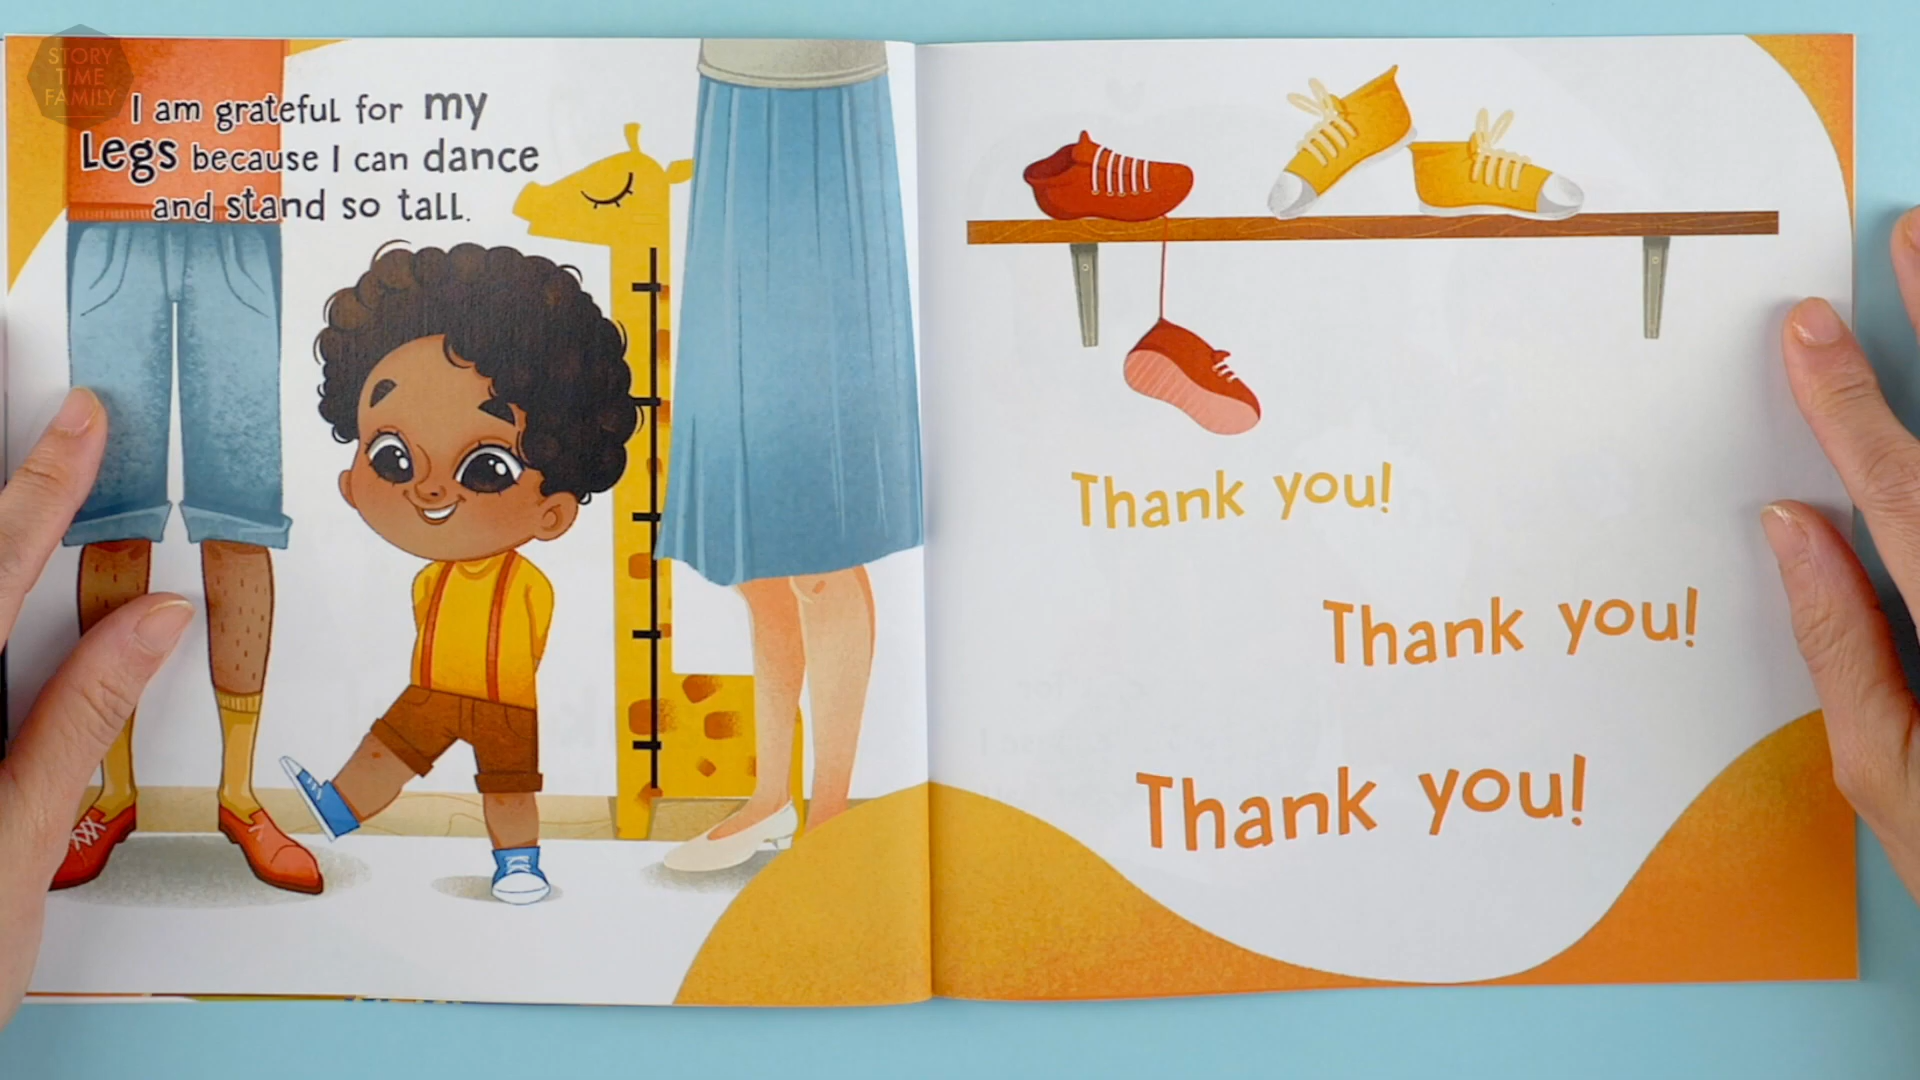 STORY
TIME
FAMILY
I am grateful for my
Legs because I can dance
and stand so tall.
Thank you!
Thank you!
Thank you!